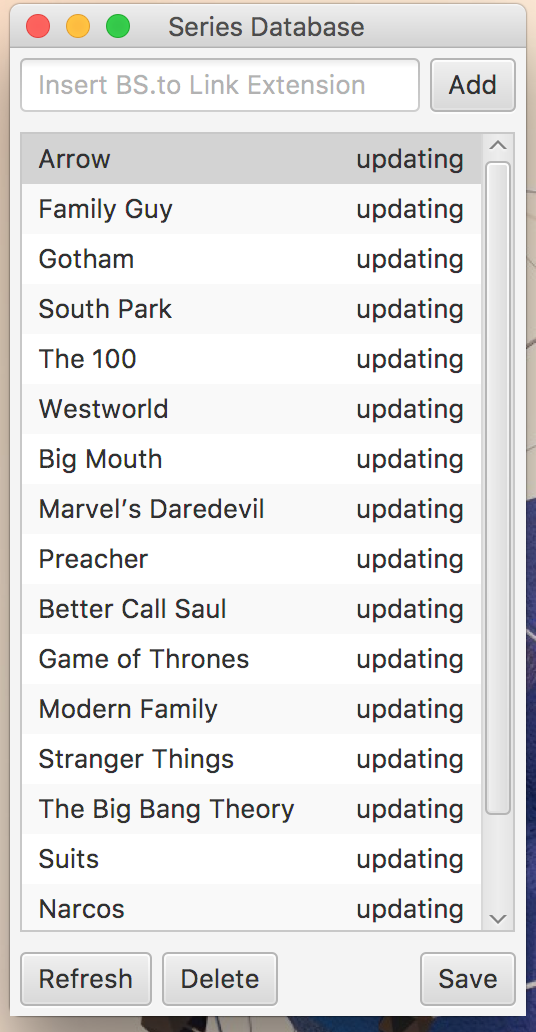 Series Database
Insert BS.to Link Extension Add
Arrow updating
Family Guy updating
Gotham updating
South Park updating
The 100 updating
Westworld updating
Big Mouth updating
Marvel’s Daredevil updating
Preacher updating
Better Call Saul updating
Game of Thrones updating
Modern Family updating
Stranger Things updating
The Big Bang Theory updating
Suits updating
Narcos updating
Refresh Delete Save